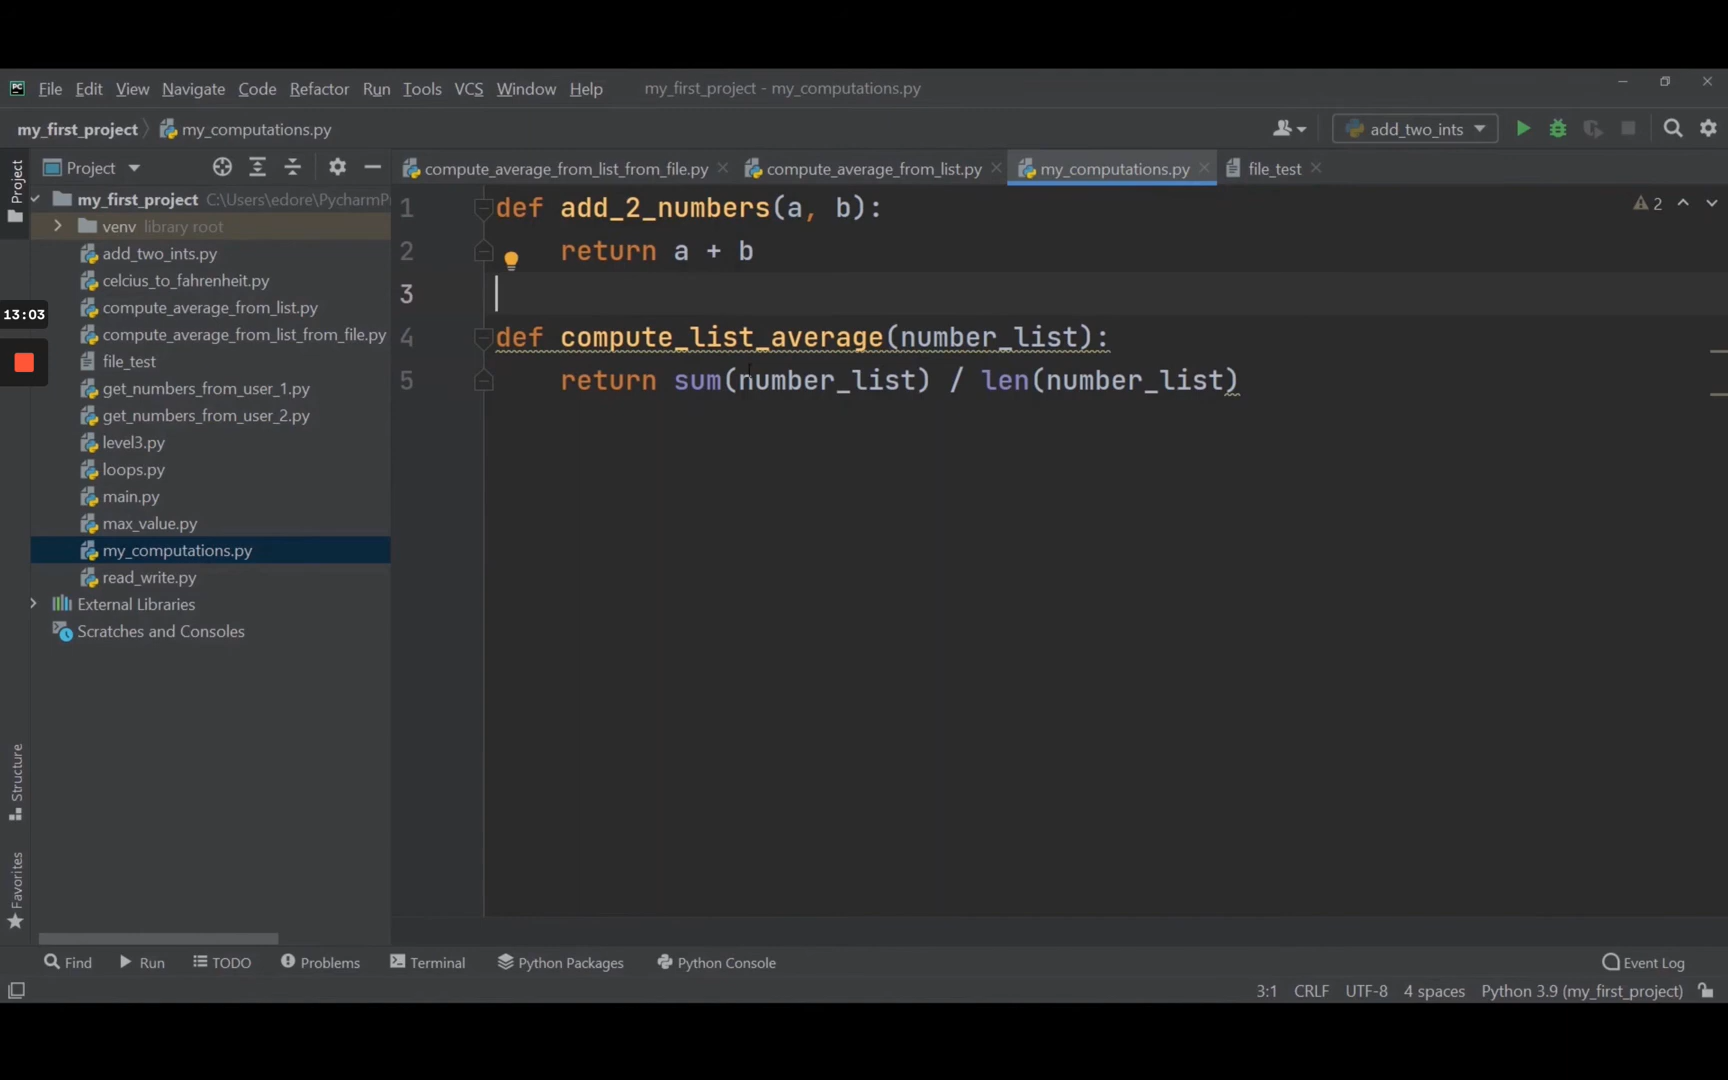 PC File Edit View Navigate Code Refactor Run Tools VCS Window Help my_first_project - my_computations.py
my_first_project my_computations.py add_two_ints
Project Project compute_average_from_list_from_file.py compute_average_from_list.py my_computations.py file_test
my_first_project C:\Users\edore\PycharmP
venv library root
add_two_ints.py
celcius_to_fahrenheit.py
compute_average_from_list.py
compute_average_from_list_from_file.py
file_test
get_numbers_from_user_1.py
get_numbers_from_user_2.py
level3.py
loops.py
main.py
max_value.py
my_computations.py
read_write.py
External Libraries
Scratches and Consoles
13:03
Structure
Favorites
1 def add_2_numbers(a, b):
2 return a + b
3
4 def compute_list_average(number_list):
5 return sum(number_list) / len(number_list)
2
Find Run TODO Problems Terminal Python Packages Python Console Event Log
3:1 CRLF UTF-8 4 spaces Python 3.9 (my_first_project)